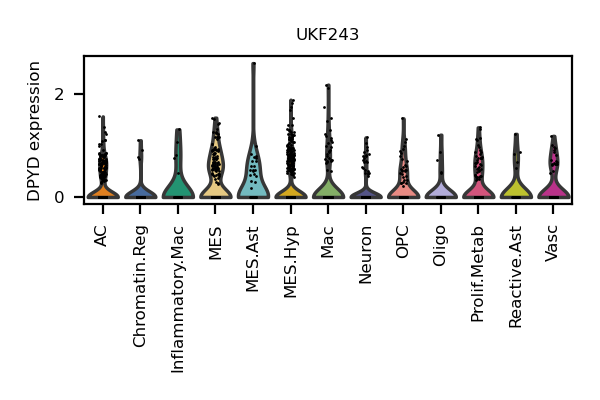 UKF243
DPYD expression
2
0
AC
Chromatin.Reg
Inflammatory.Mac
MES
MES.Ast
MES.Hyp
Mac
Neuron
OPC
Oligo
Prolif.Metab
Reactive.Ast
Vasc